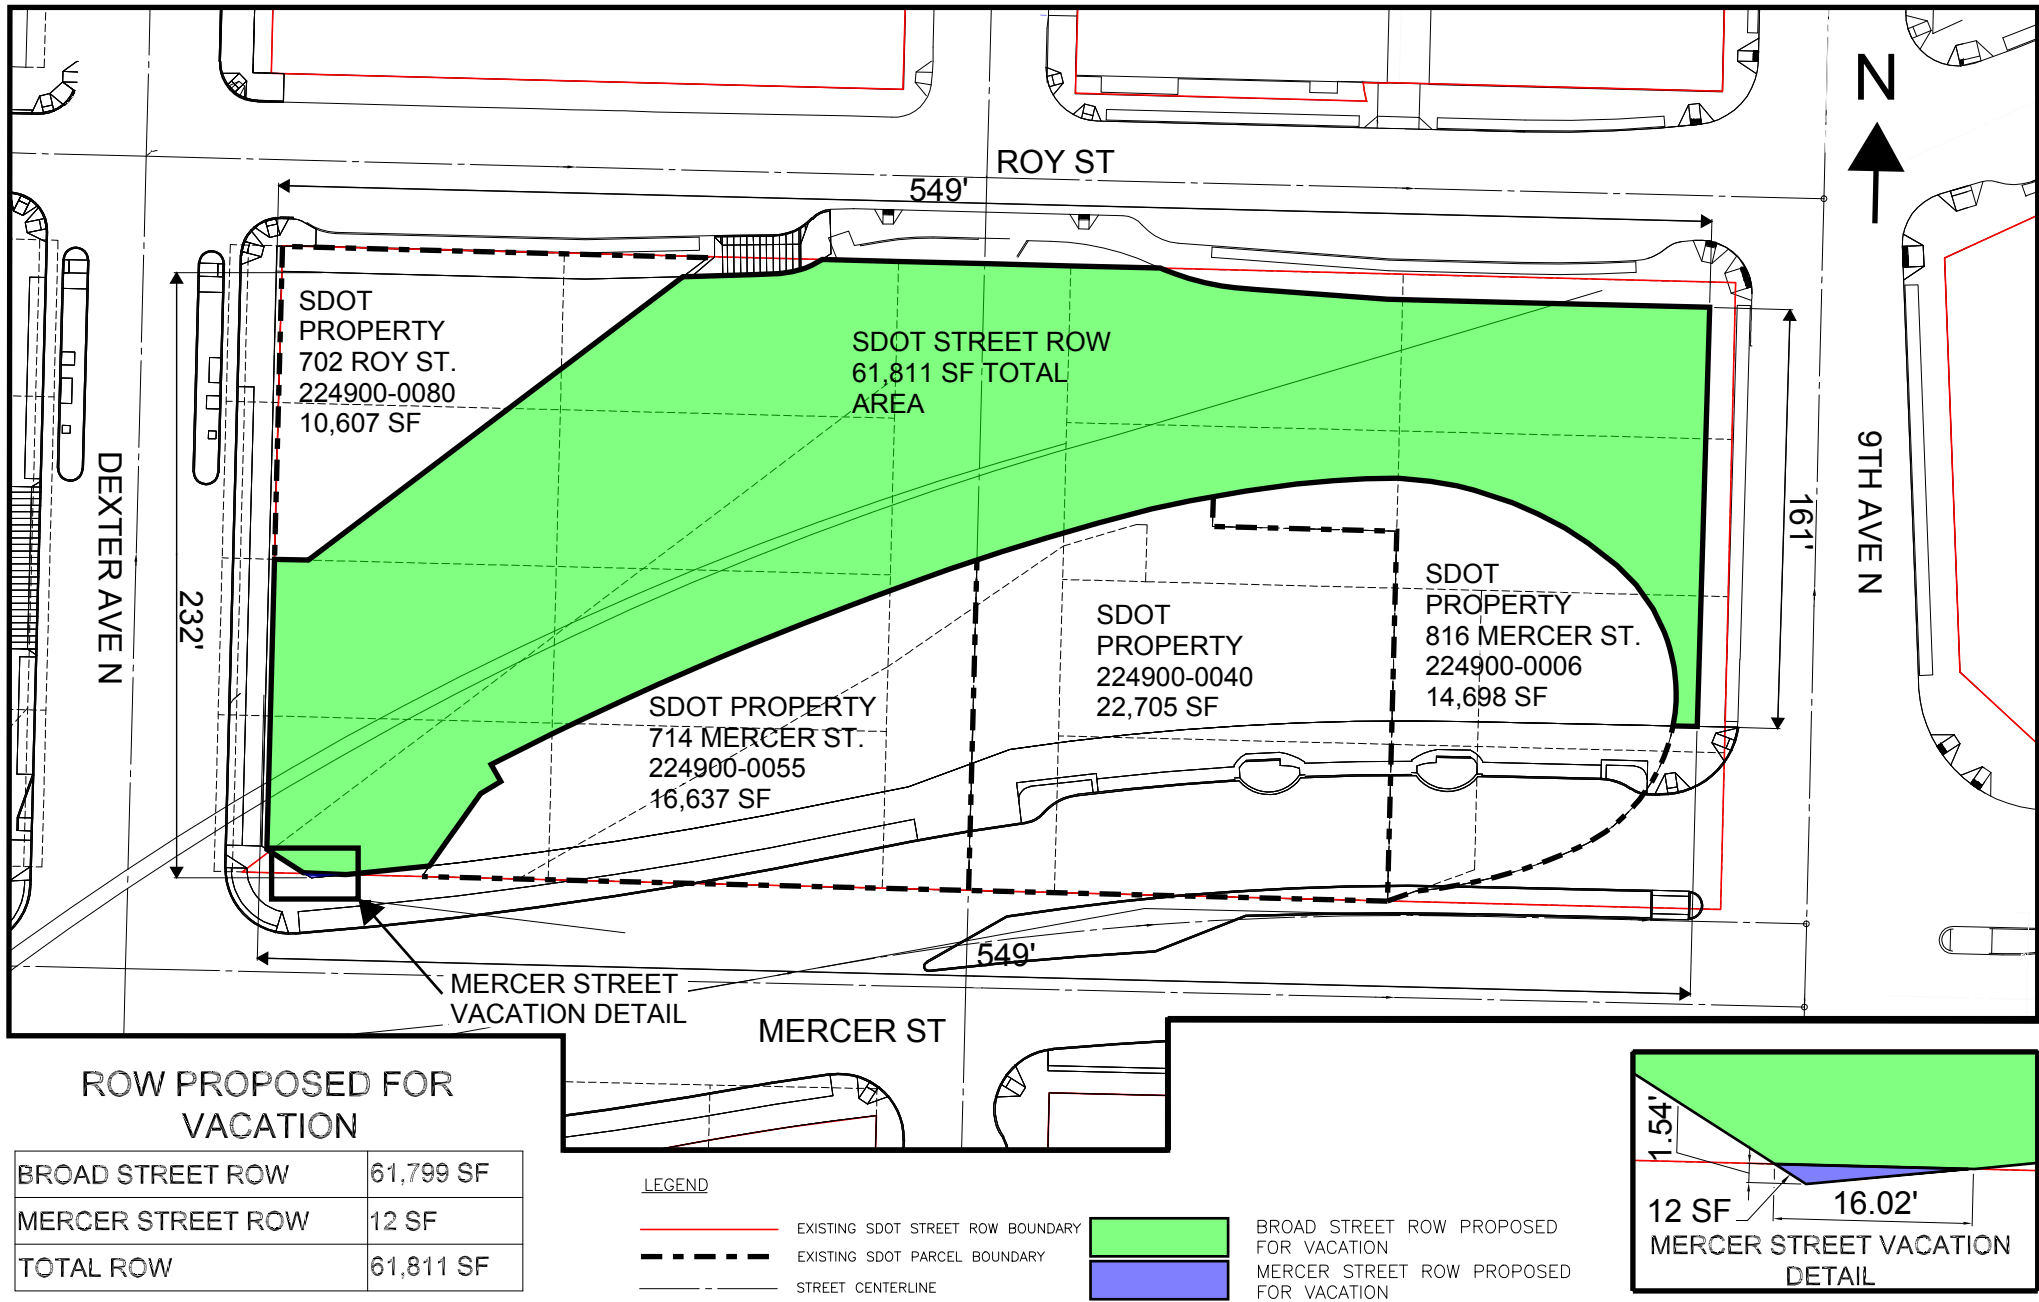 N
ROY ST
549'
SDOT
PROPERTY
702 ROY ST.
224900-0080
10,607 SF
SDOT STREET ROW
61,811 SF TOTAL
AREA
DEXTER AVE N
232'
9TH AVE N
161'
SDOT
PROPERTY
816 MERCER ST.
224900-0006
14,698 SF
SDOT
PROPERTY
224900-0040
22,705 SF
SDOT PROPERTY
714 MERCER ST.
224900-0055
16,637 SF
549'
MERCER STREET
VACATION DETAIL
MERCER ST
ROW PROPOSED FOR
VACATION
BROAD STREET ROW 61,799 SF
MERCER STREET ROW 12 SF
TOTAL ROW 61,811 SF
LEGEND
EXISTING SDOT STREET ROW BOUNDARY
EXISTING SDOT PARCEL BOUNDARY
STREET CENTERLINE
BROAD STREET ROW PROPOSED
FOR VACATION
MERCER STREET ROW PROPOSED
FOR VACATION
1.54'
12 SF
16.02'
MERCER STREET VACATION
DETAIL